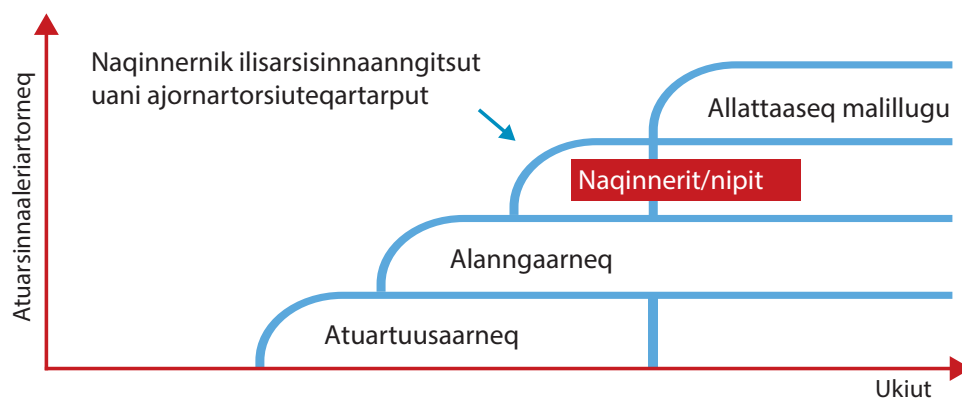 Atuarsinnaaleriartorneq
Naqinnernik ilisarsisinnaanngitsut
uani ajornartorsiuteqartarput
Allattaaseq malillugu
Naqinnerit/nipit
Alanngaarneq
Atuartuusaarneq
Ukiut